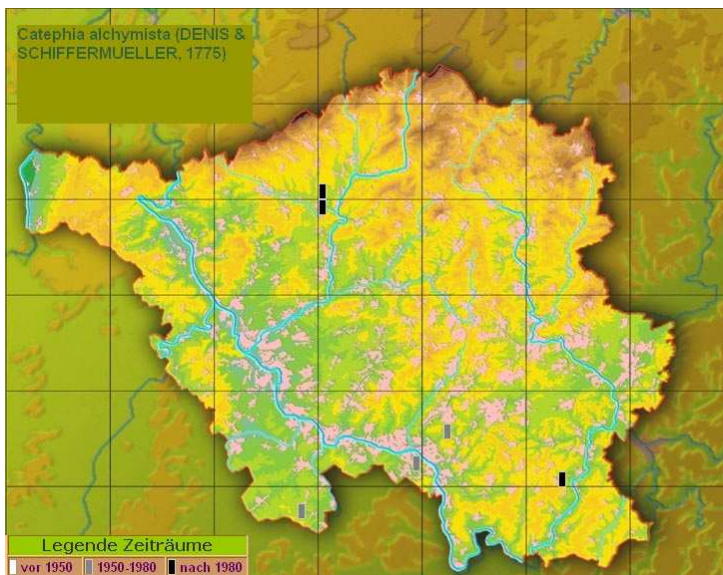 Catephia alchymista (DENIS &
SCHIFFERMUELLER, 1775)
Legende Zeiträume
vor 1950 1950-1980 nach 1980